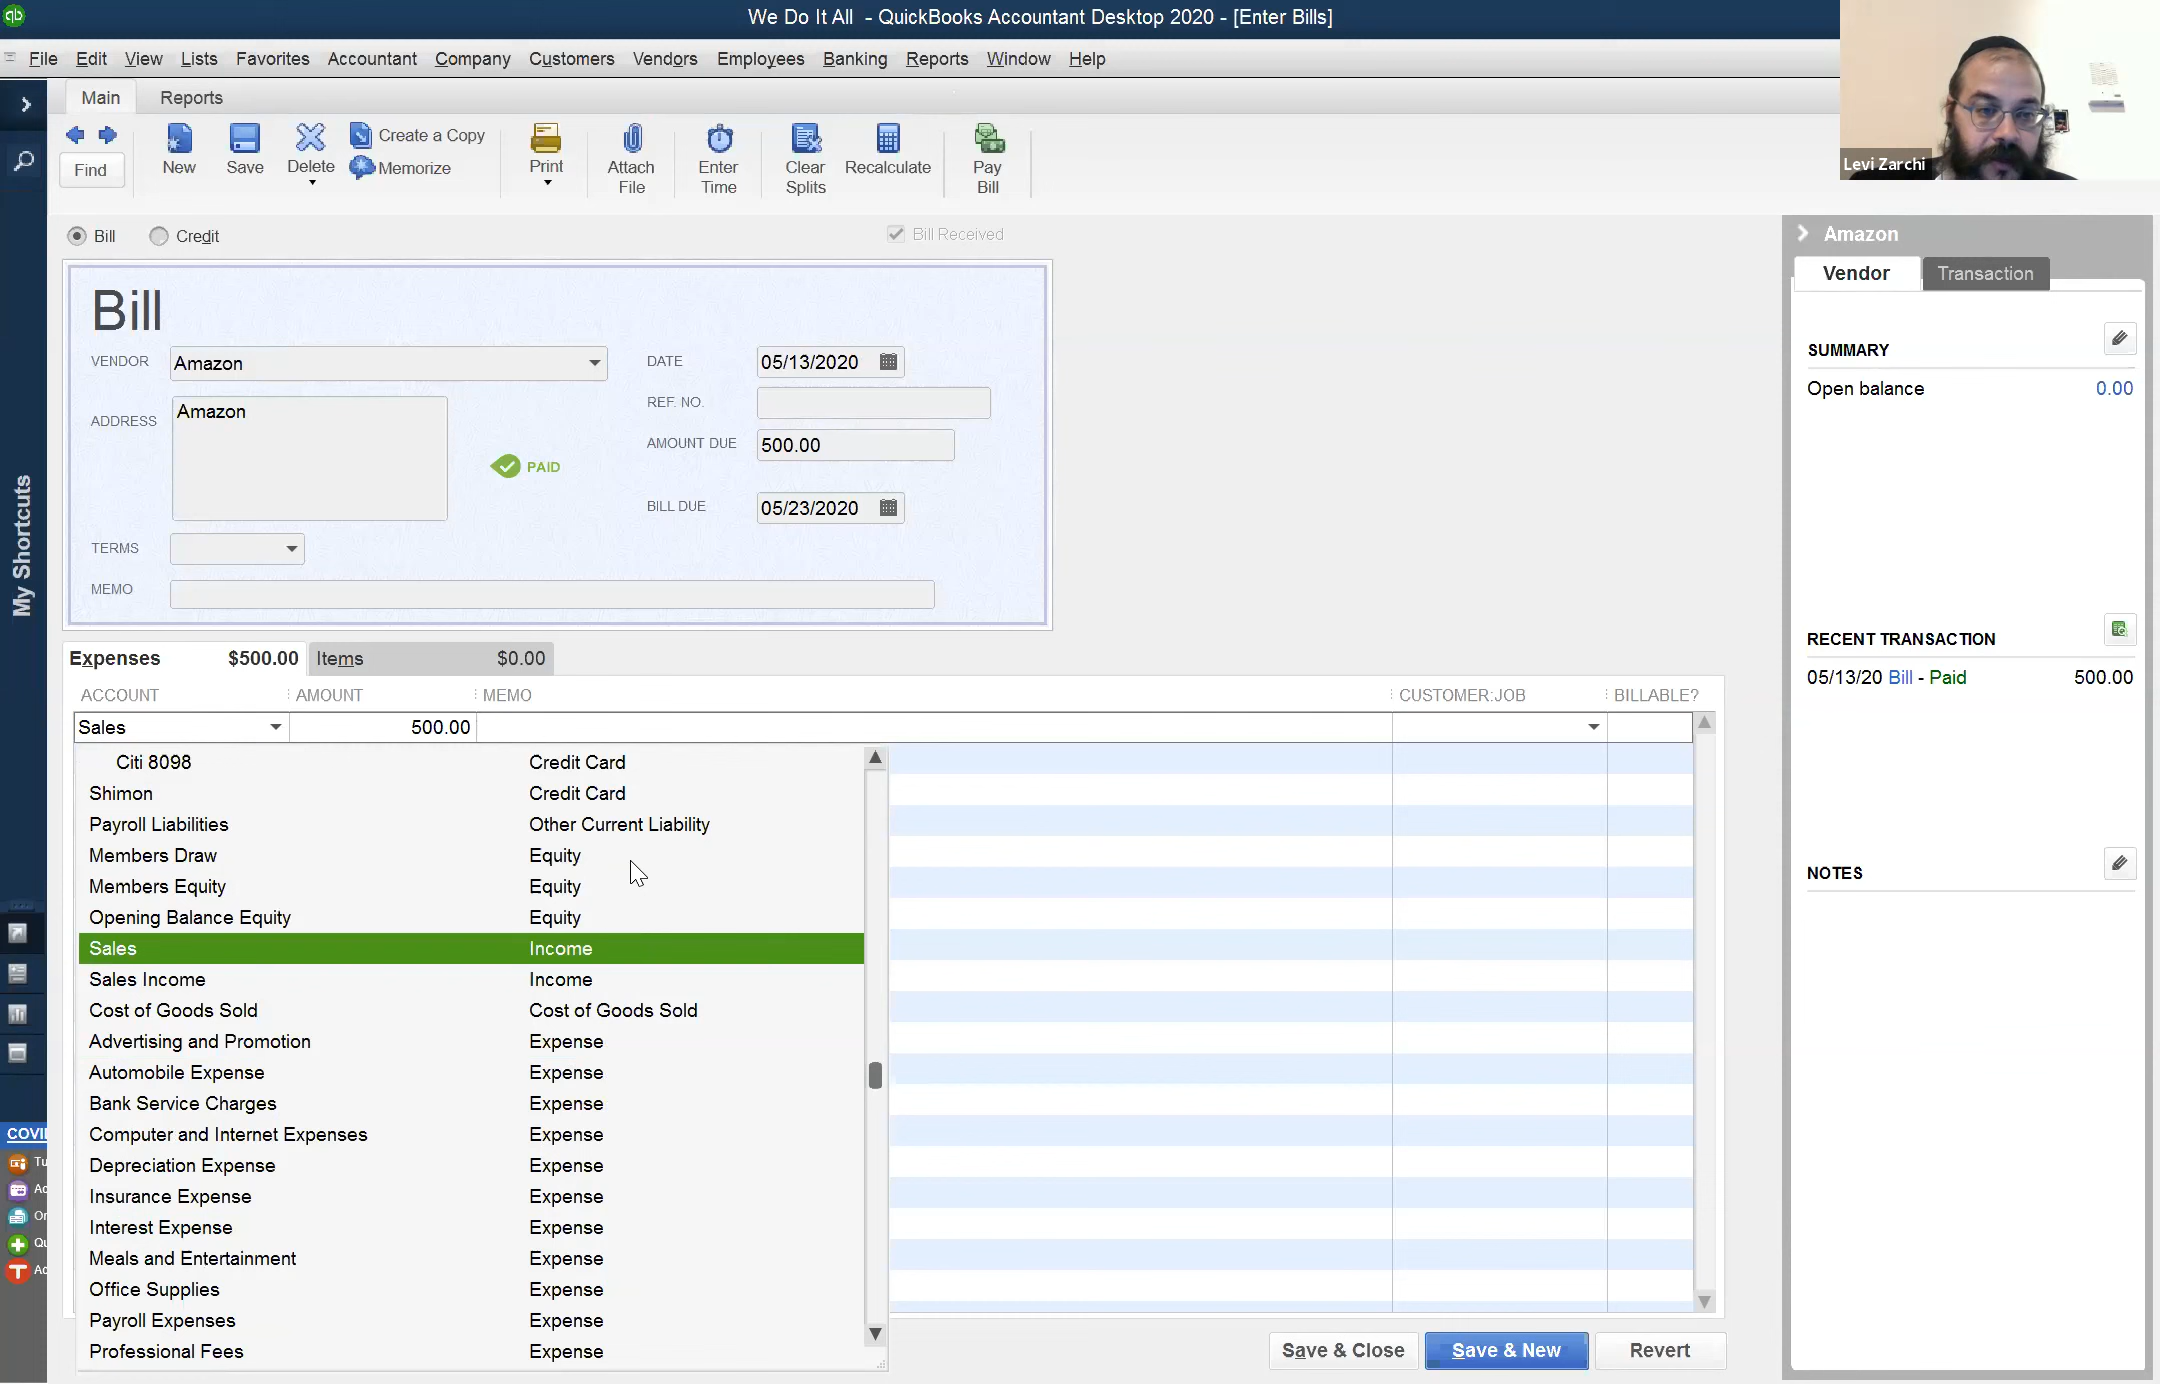 We Do It All - QuickBooks Accountant Desktop 2020 - [Enter Bills]
File Edit View Lists Favorites Accountant Company Customers Vendors Employees Banking Reports Window Help
Main Reports
Find
New
Save
Delete
Create a Copy
Memorize
Print
Attach File
Enter Time
Clear Splits
Recalculate
Pay Bill
Levi Zarchi
Bill Credit
Bill Received
Bill
VENDOR Amazon
DATE 05/13/2020
ADDRESS Amazon
REF. NO.
AMOUNT DUE 500.00
PAID
BILL DUE 05/23/2020
TERMS
MEMO
Expenses $500.00 Items $0.00
ACCOUNT AMOUNT MEMO CUSTOMER:JOB BILLABLE?
Sales 500.00
Citi 8098 Credit Card
Shimon Credit Card
Payroll Liabilities Other Current Liability
Members Draw Equity
Members Equity Equity
Opening Balance Equity Equity
Sales Income
Sales Income Income
Cost of Goods Sold Cost of Goods Sold
Advertising and Promotion Expense
Automobile Expense Expense
Bank Service Charges Expense
Computer and Internet Expenses Expense
Depreciation Expense Expense
Insurance Expense Expense
Interest Expense Expense
Meals and Entertainment Expense
Office Supplies Expense
Payroll Expenses Expense
Professional Fees Expense
Save & Close Save & New Revert
Amazon
Vendor Transaction
SUMMARY
Open balance 0.00
RECENT TRANSACTION
05/13/20 Bill - Paid 500.00
NOTES
My Shortcuts
COVI
Tu
Ac
Or
Qu
Ac